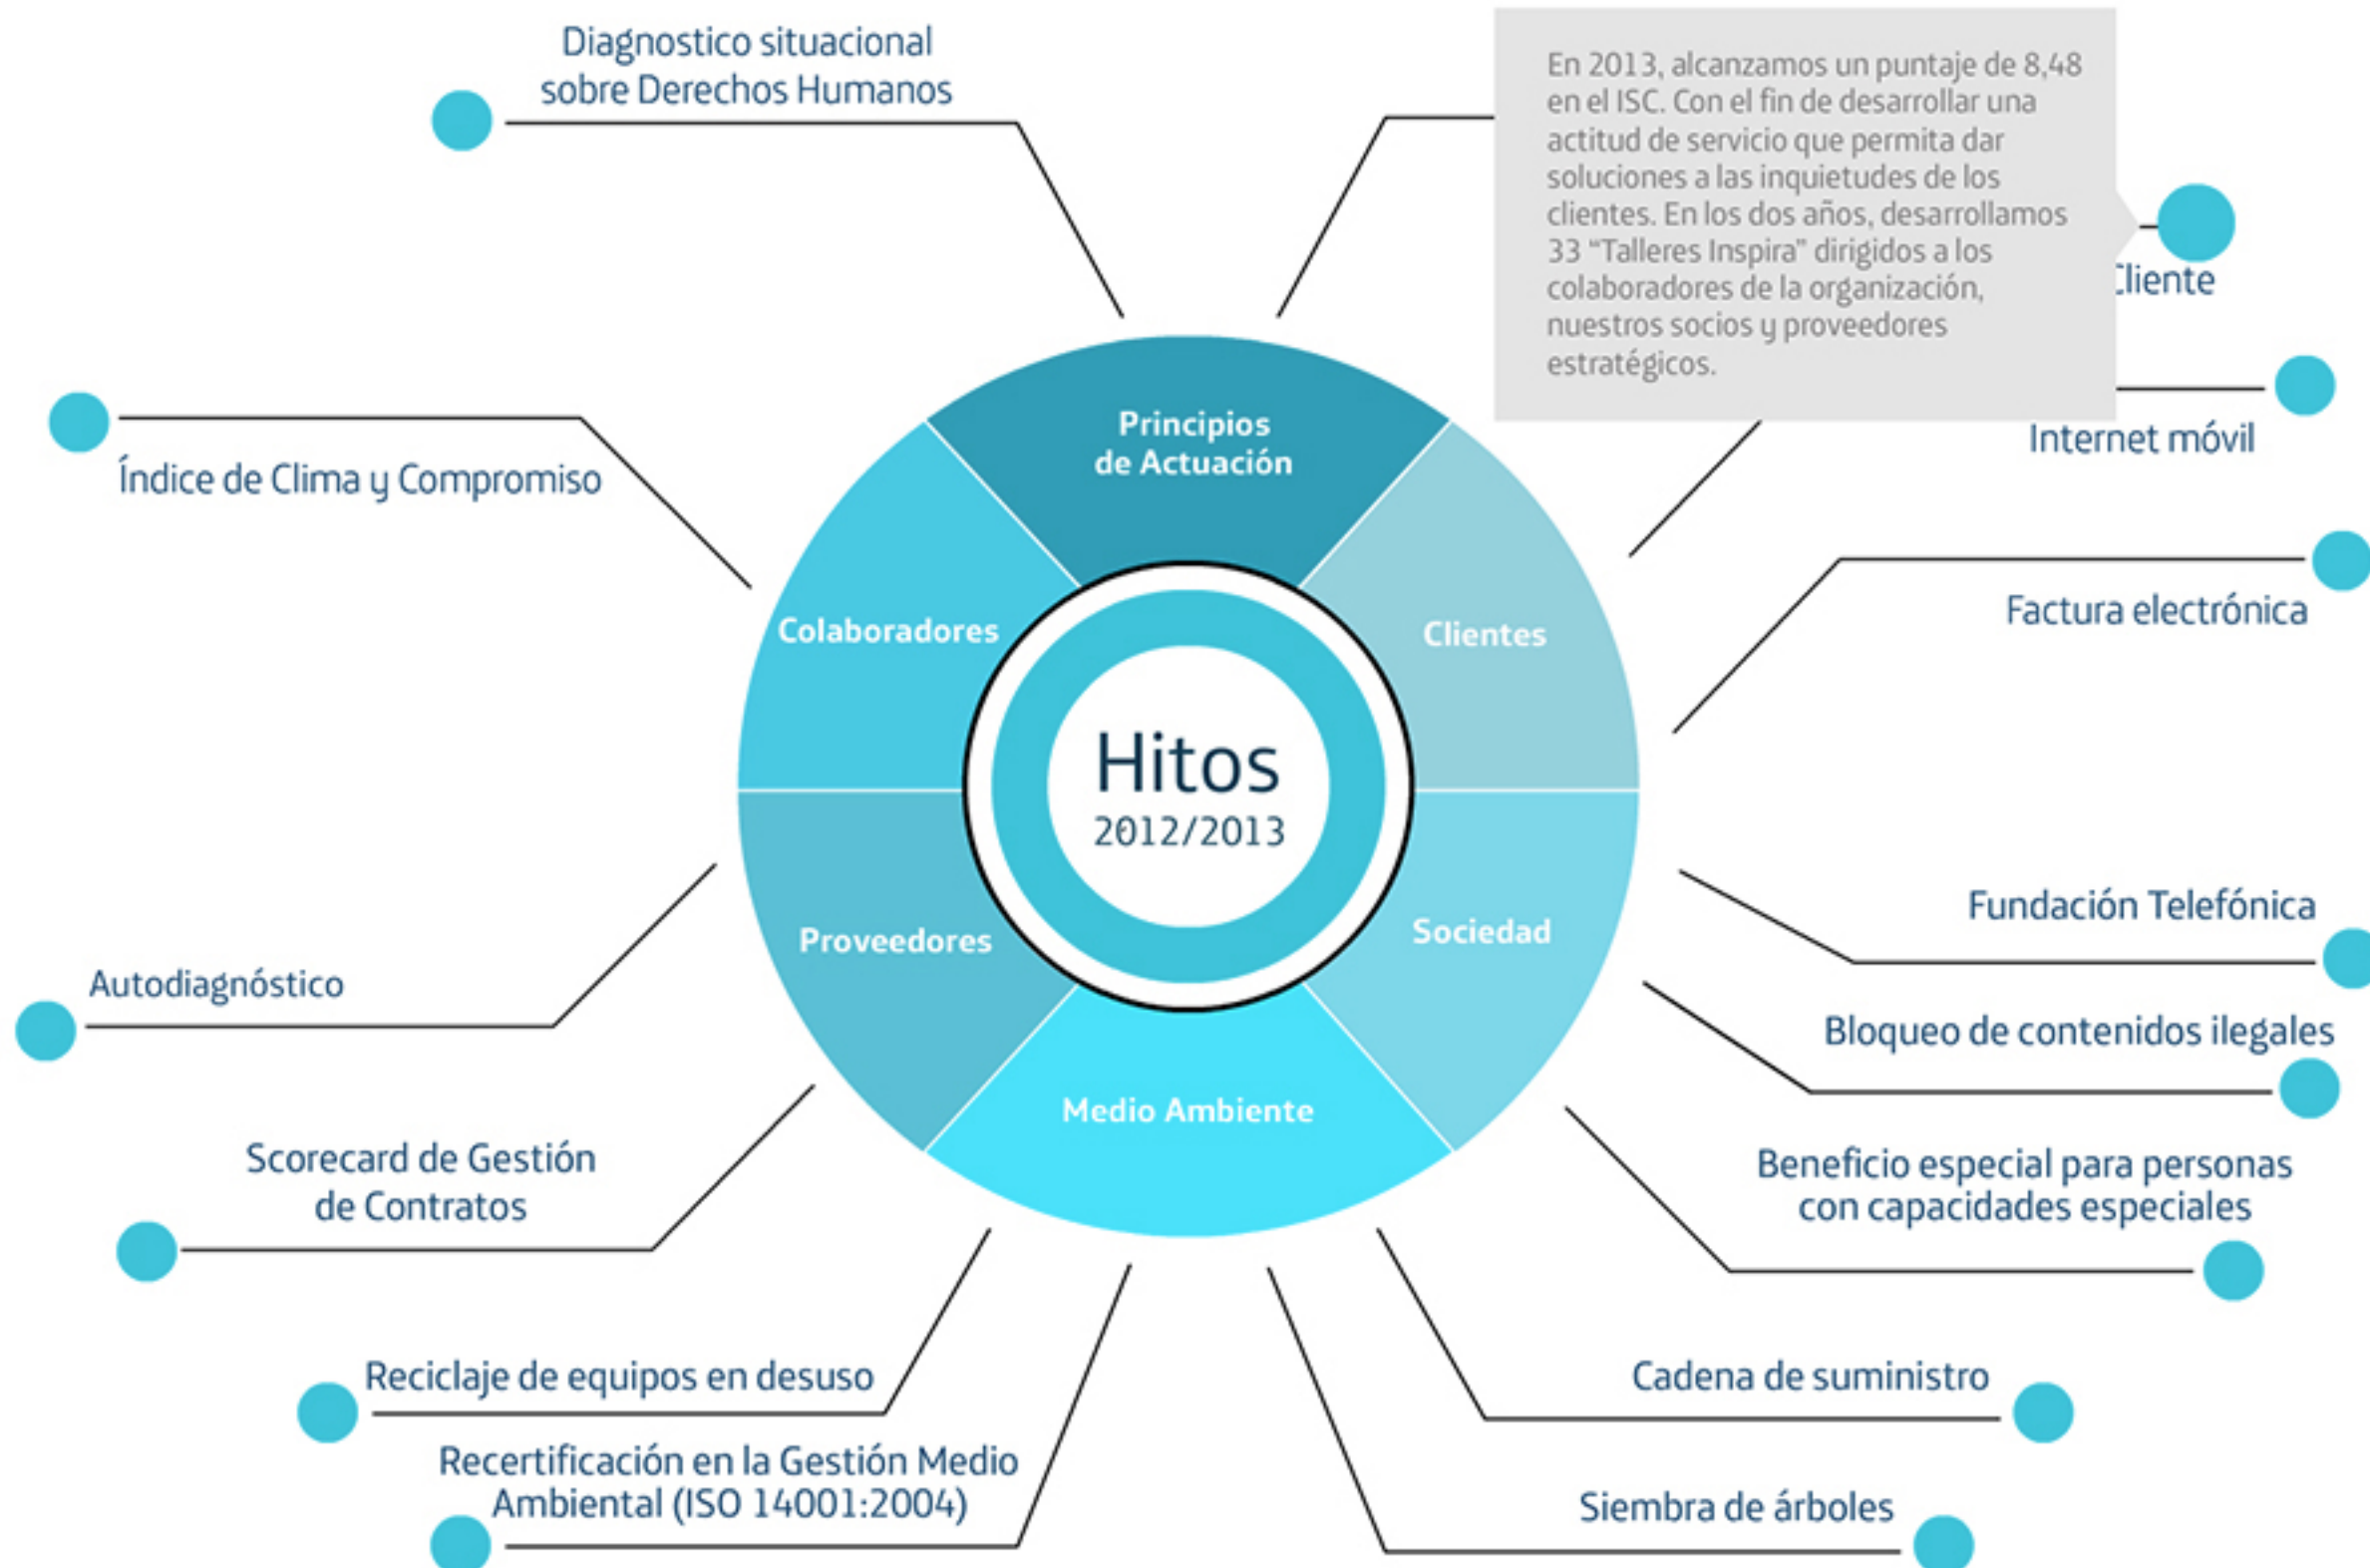 Diagnostico situacional
sobre Derechos Humanos
En 2013, alcanzamos un puntaje de 8,48
en el ISC. Con el fin de desarrollar una
actitud de servicio que permita dar
soluciones a las inquietudes de los
clientes. En los dos años, desarrollamos
33 “Talleres Inspira” dirigidos a los
colaboradores de la organización,
nuestros socios y proveedores
estratégicos.
Cliente
Internet móvil
Factura electrónica
Índice de Clima y Compromiso
Principios
de Actuación
Colaboradores
Clientes
Hitos
2012/2013
Proveedores
Sociedad
Medio Ambiente
Fundación Telefónica
Bloqueo de contenidos ilegales
Beneficio especial para personas
con capacidades especiales
Autodiagnóstico
Scorecard de Gestión
de Contratos
Reciclaje de equipos en desuso
Recertificación en la Gestión Medio
Ambiental (ISO 14001:2004)
Cadena de suministro
Siembra de árboles